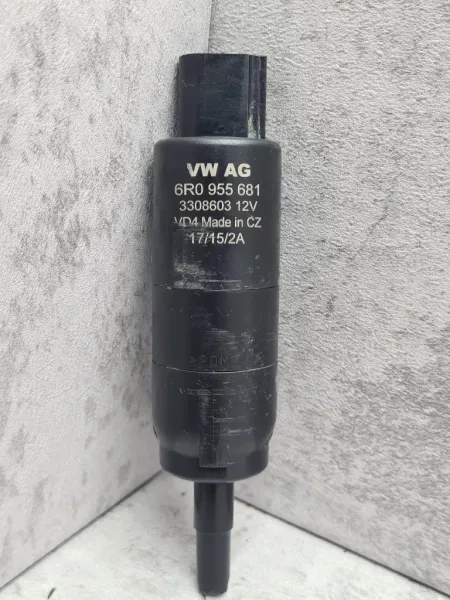 VW AG
6R0 955 681
3308603 12V
VD4 Made in CZ
17/15/2A